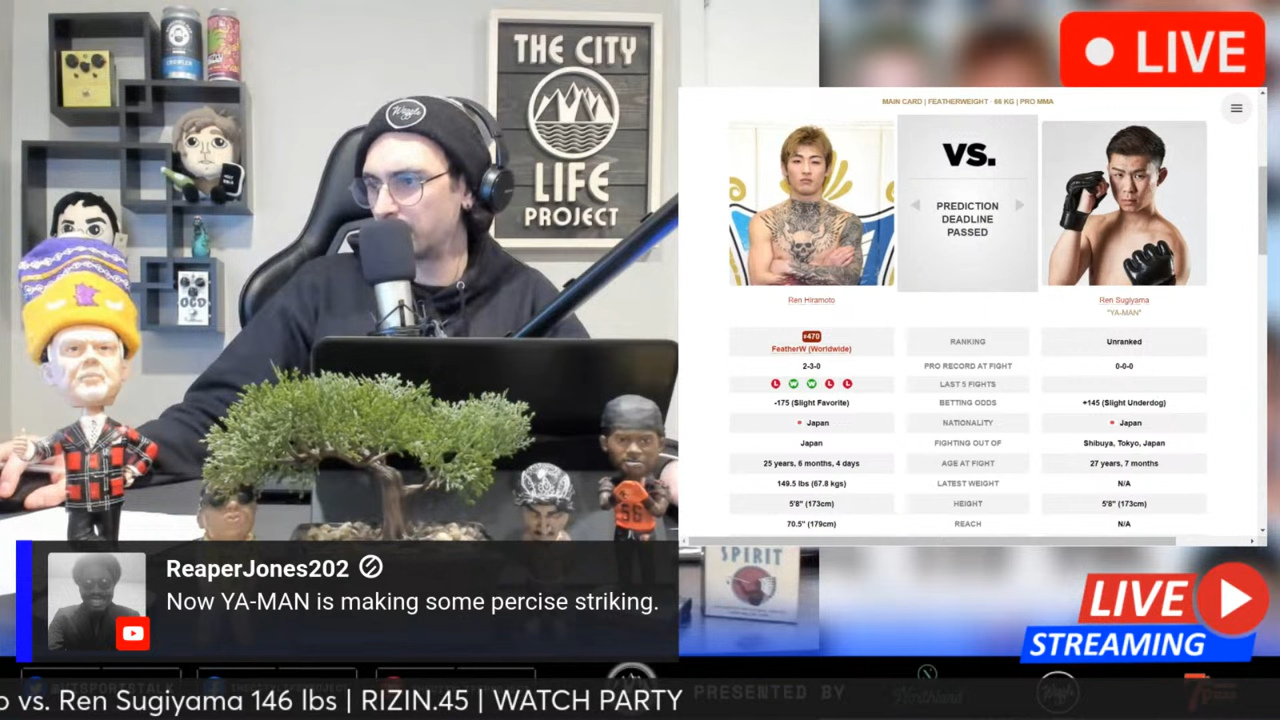 THE CITY
LIFE
PROJECT
Wiggle
OCD
LIVE
MAIN CARD | FEATHERWEIGHT · 66 KG | PRO MMA
VS.
PREDICTION
DEADLINE
PASSED
Ren Hiramoto
Ren Sugiyama
"YA-MAN"
+470
FeatherW (Worldwide)
RANKING
Unranked
2-3-0
PRO RECORD AT FIGHT
0-0-0
L W W L L
LAST 5 FIGHTS
-175 (Slight Favorite)
BETTING ODDS
+145 (Slight Underdog)
Japan
NATIONALITY
Japan
Japan
FIGHTING OUT OF
Shibuya, Tokyo, Japan
25 years, 6 months, 4 days
AGE AT FIGHT
27 years, 7 months
149.5 lbs (67.8 kgs)
LATEST WEIGHT
N/A
5'8" (173cm)
HEIGHT
5'8" (173cm)
70.5" (179cm)
REACH
N/A
56
SPIRIT
ReaperJones202
Now YA-MAN is making some percise striking.
LIVE
STREAMING
PRESENTED BY
Wiggle
o vs. Ren Sugiyama 146 lbs | RIZIN.45 | WATCH PARTY